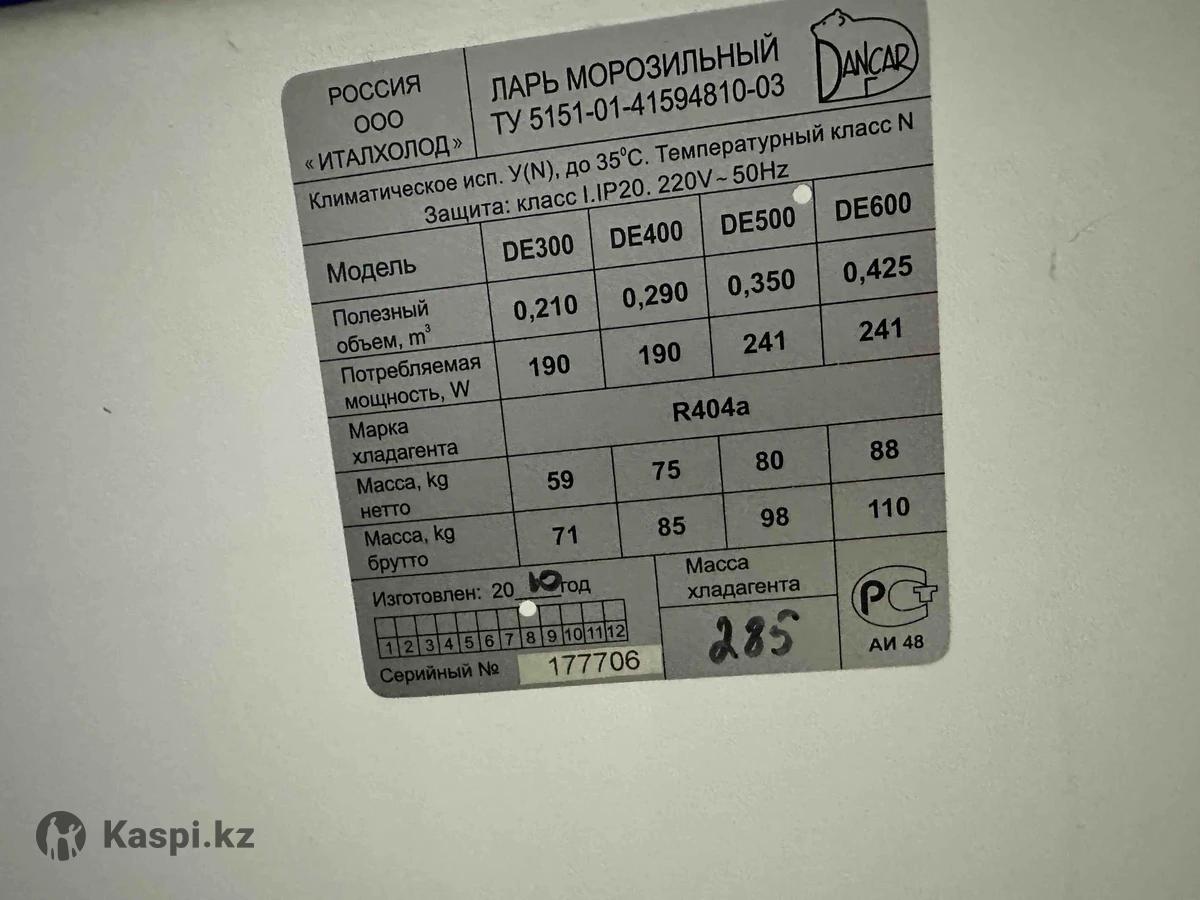 РОССИЯ
ООО
«ИТАЛХОЛОД»
ЛАРЬ МОРОЗИЛЬНЫЙ
ТУ 5151-01-41594810-03
DANCAR
Климатическое исп. У(N), до 35°С. Температурный класс N
Защита: класс I.IP20. 220V~50Hz
Модель DE300 DE400 DE500 DE600
Полезный
объем, m³ 0,210 0,290 0,350 0,425
Потребляемая
мощность, W 190 190 241 241
Марка
хладагента R404a
Масса, kg
нетто 59 75 80 88
Масса, kg
брутто 71 85 98 110
Изготовлен: 20 10 год
1 2 3 4 5 6 7 8 9 10 11 12
Серийный № 177706
Масса
хладагента
285
РСТ
АИ 48
Kaspi.kz